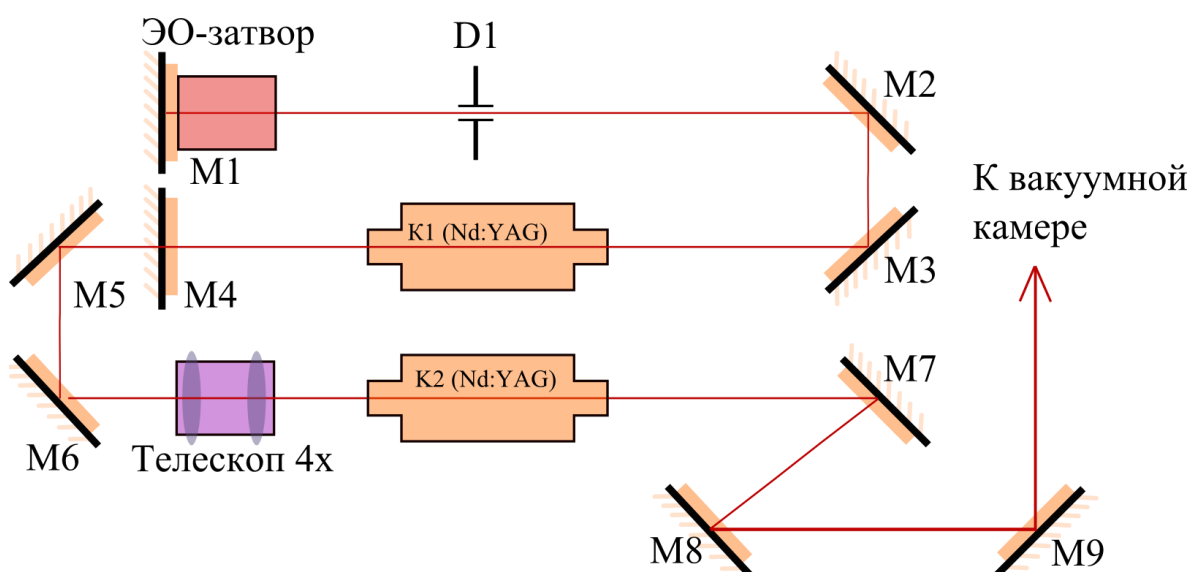 ЭО-затвор
D1
M2
M1
К вакуумной
камере
K1 (Nd:YAG)
M3
M5
M4
M7
K2 (Nd:YAG)
M6
Телескоп 4x
M8
M9